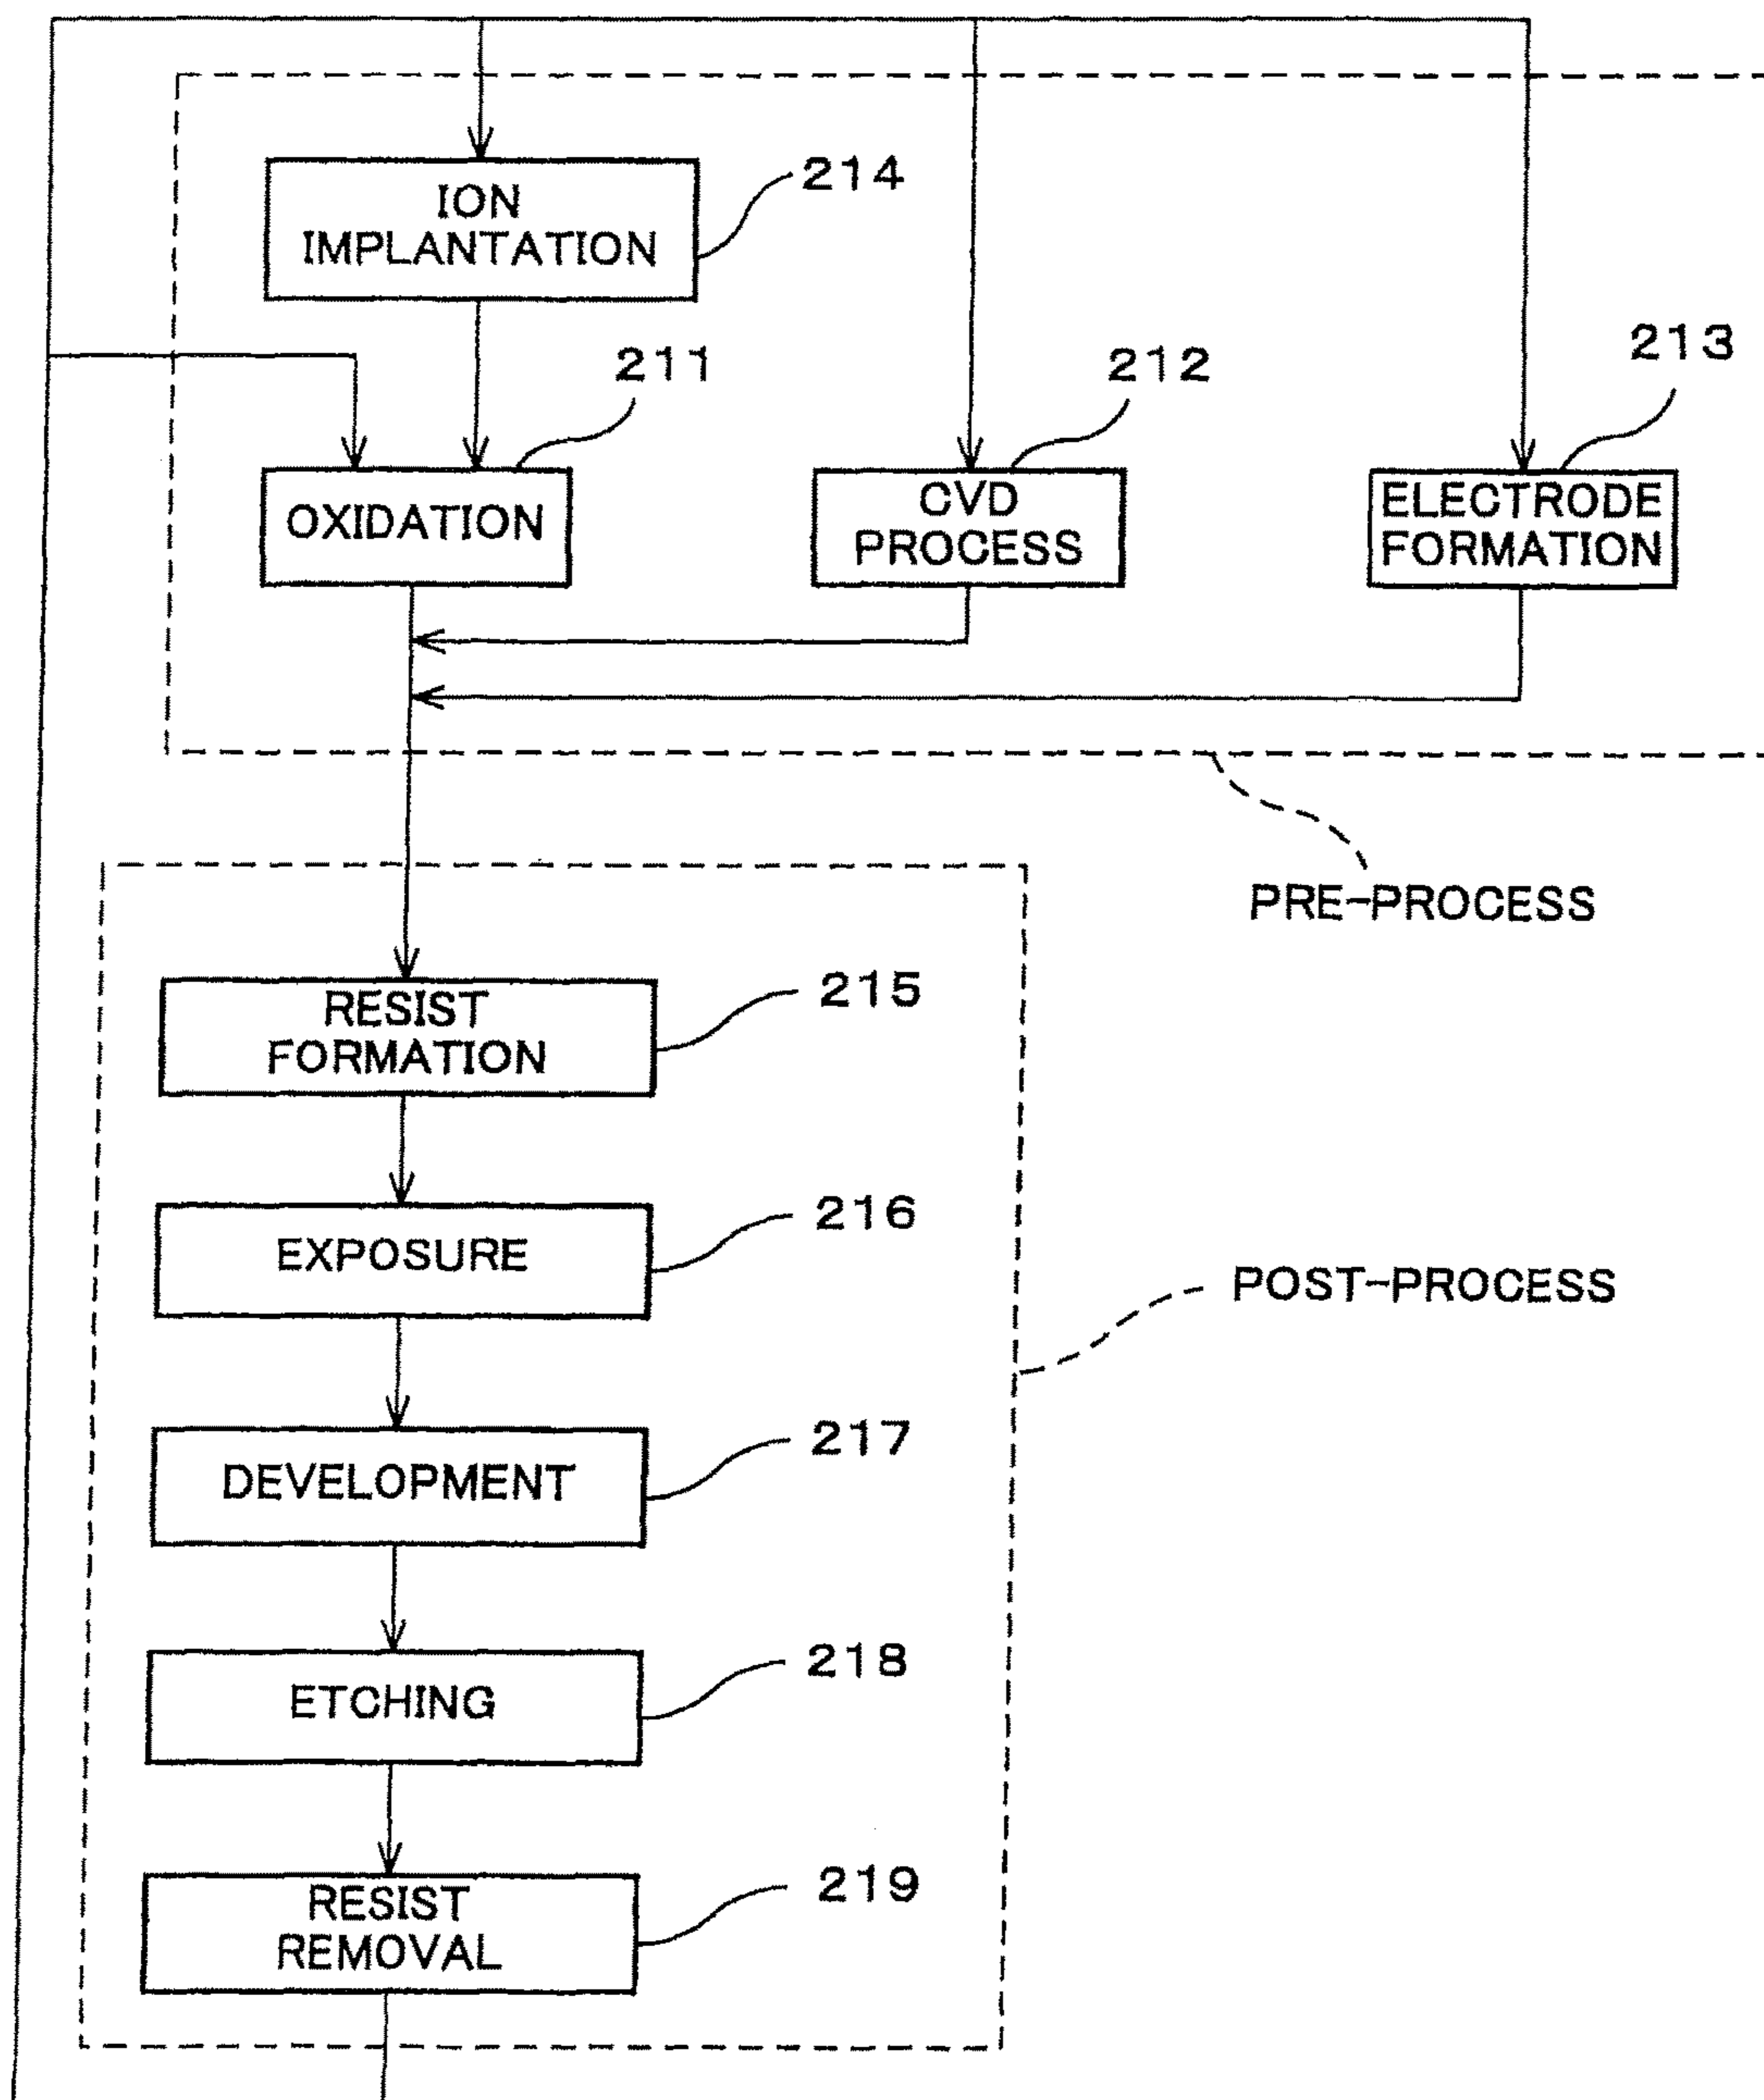 214
ION
IMPLANTATION
211
212
213
OXIDATION
CVD
PROCESS
ELECTRODE
FORMATION
PRE-PROCESS
215
RESIST
FORMATION
216
EXPOSURE
POST-PROCESS
217
DEVELOPMENT
218
ETCHING
219
RESIST
REMOVAL